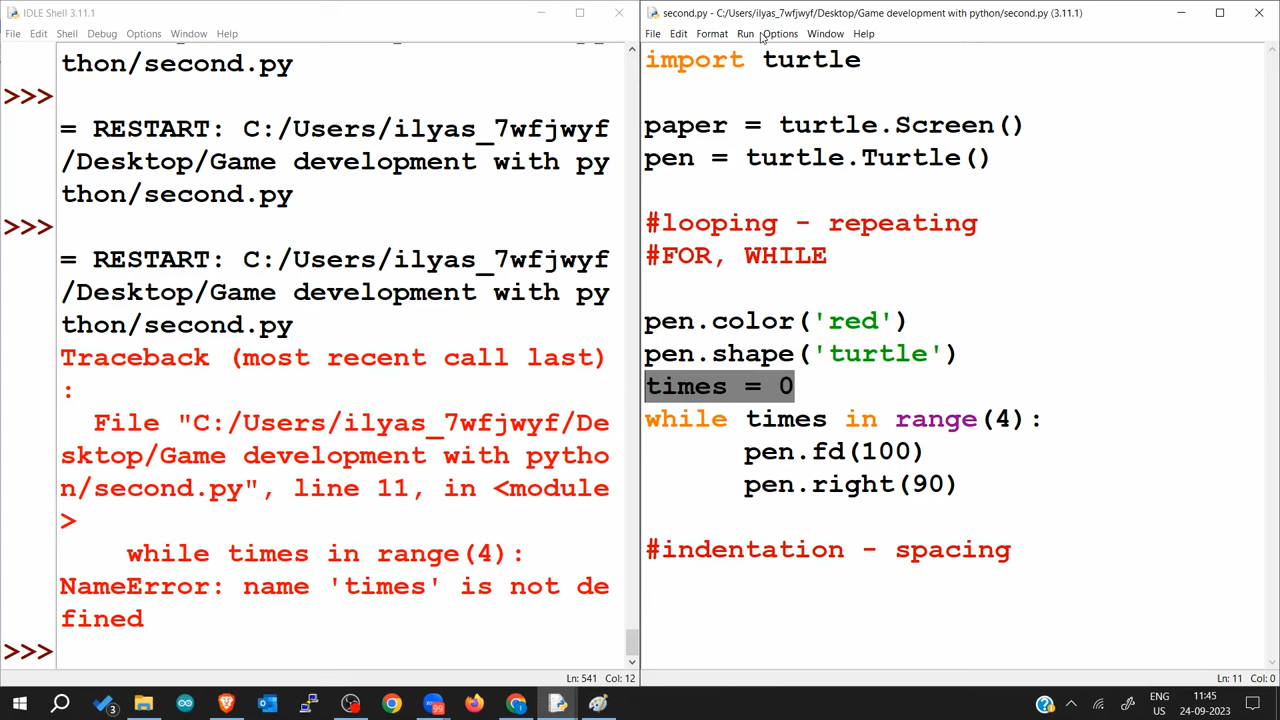 IDLE Shell 3.11.1
File Edit Shell Debug Options Window Help
thon/second.py
>>>
= RESTART: C:/Users/ilyas_7wfjwyf
/Desktop/Game development with py
thon/second.py
>>>
= RESTART: C:/Users/ilyas_7wfjwyf
/Desktop/Game development with py
thon/second.py
Traceback (most recent call last)
:
File "C:/Users/ilyas_7wfjwyf/De
sktop/Game development with pytho
n/second.py", line 11, in <module
>
while times in range(4):
NameError: name 'times' is not de
fined
>>>
Ln: 541 Col: 12
second.py - C:/Users/ilyas_7wfjwyf/Desktop/Game development with python/second.py (3.11.1)
File Edit Format Run Options Window Help
import turtle
paper = turtle.Screen()
pen = turtle.Turtle()
#looping - repeating
#FOR, WHILE
pen.color('red')
pen.shape('turtle')
times = 0
while times in range(4):
pen.fd(100)
pen.right(90)
#indentation - spacing
Ln: 11 Col: 0
3
99
ENG
US
11:45
24-09-2023